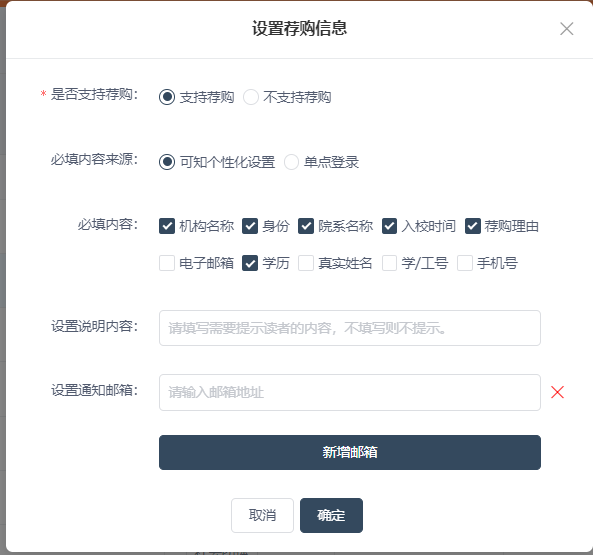 设置荐购信息
* 是否支持荐购： 支持荐购 不支持荐购
必填内容来源： 可知个性化设置 单点登录
必填内容： 机构名称 身份 院系名称 入校时间 荐购理由
电子邮箱 学历 真实姓名 学/工号 手机号
设置说明内容： 请填写需要提示读者的内容，不填写则不提示。
设置通知邮箱： 请输入邮箱地址
新增邮箱
取消 确定